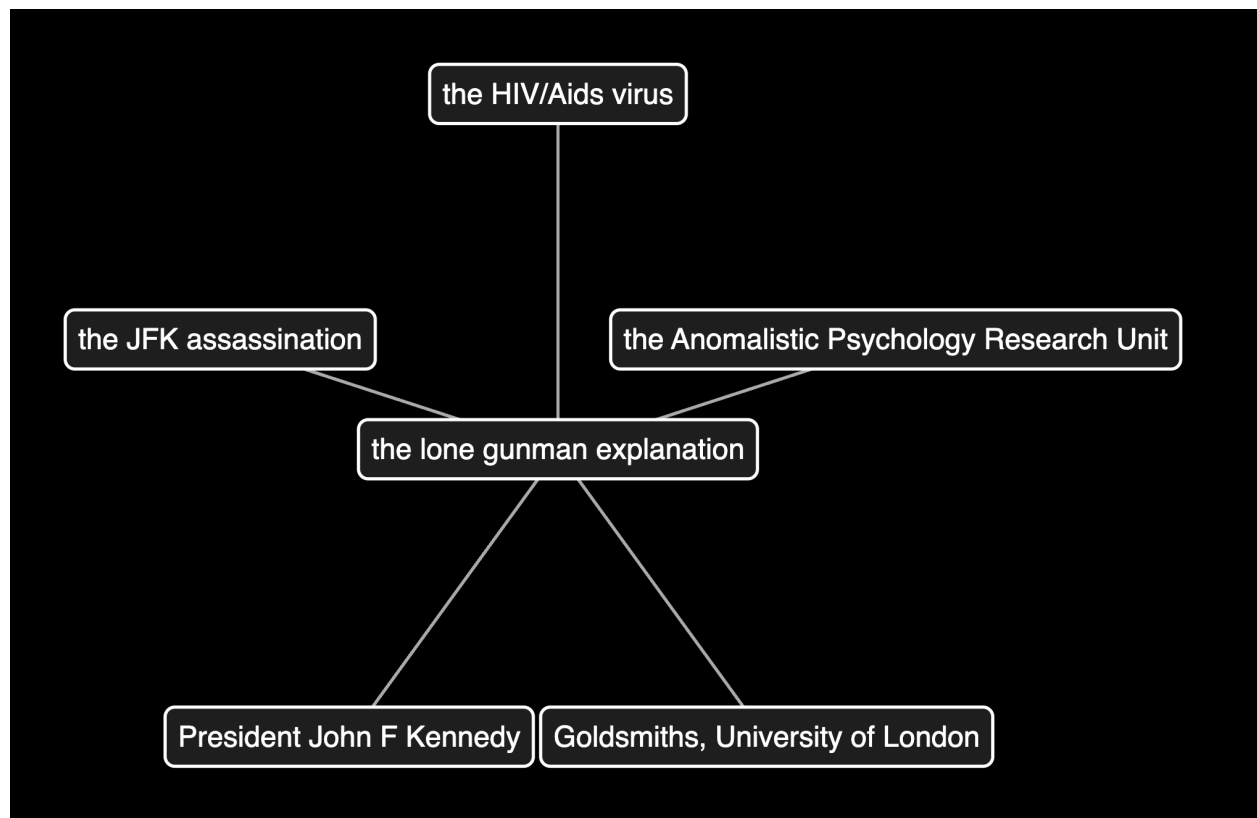 the HIV/Aids virus
the JFK assassination
the Anomalistic Psychology Research Unit
the lone gunman explanation
President John F Kennedy
Goldsmiths, University of London